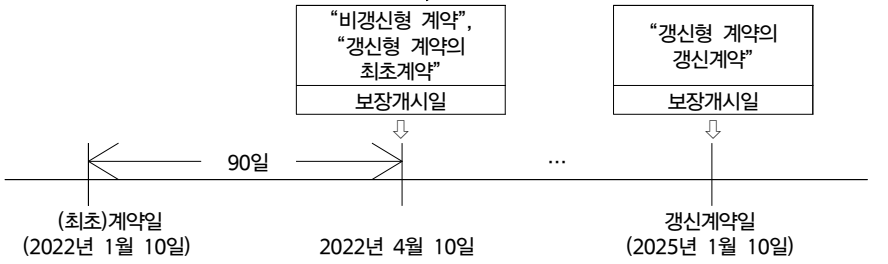 “비갱신형 계약”,
“갱신형 계약의
최초계약”
보장개시일
“갱신형 계약의
갱신계약”
보장개시일
90일
…
(최초)계약일
(2022년 1월 10일)
2022년 4월 10일
갱신계약일
(2025년 1월 10일)